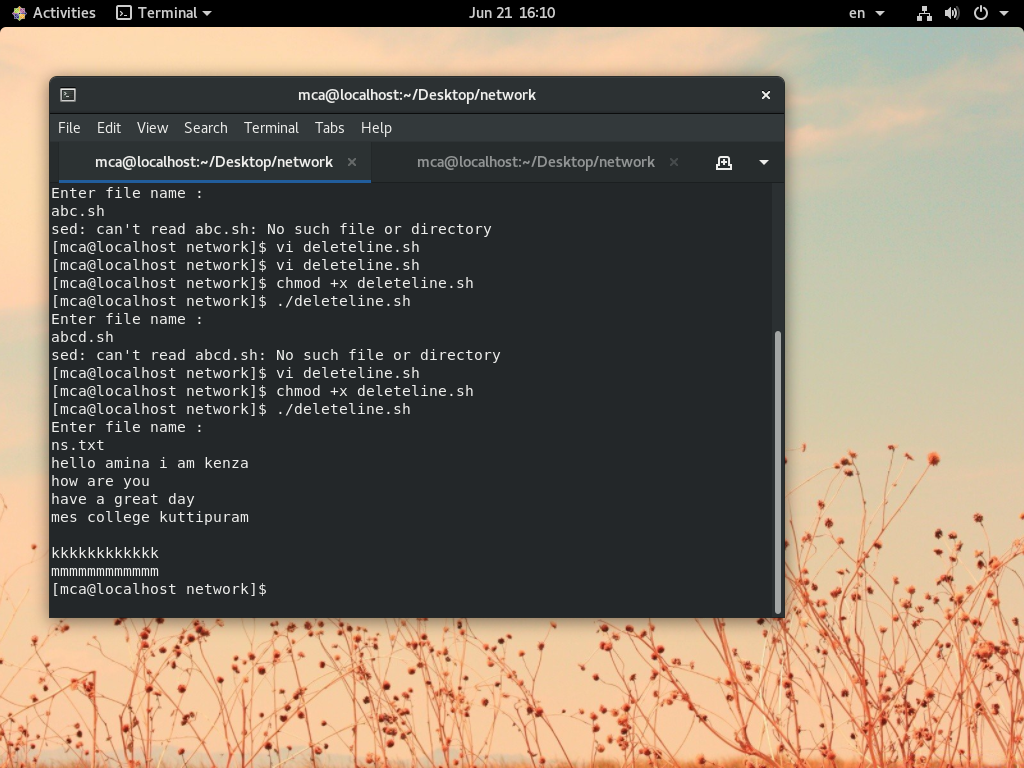 Activities Terminal Jun 21 16:10 en
mca@localhost:~/Desktop/network
File Edit View Search Terminal Tabs Help
mca@localhost:~/Desktop/network mca@localhost:~/Desktop/network
Enter file name :
abc.sh
sed: can't read abc.sh: No such file or directory
[mca@localhost network]$ vi deleteline.sh
[mca@localhost network]$ vi deleteline.sh
[mca@localhost network]$ chmod +x deleteline.sh
[mca@localhost network]$ ./deleteline.sh
Enter file name :
abcd.sh
sed: can't read abcd.sh: No such file or directory
[mca@localhost network]$ vi deleteline.sh
[mca@localhost network]$ chmod +x deleteline.sh
[mca@localhost network]$ ./deleteline.sh
Enter file name :
ns.txt
hello amina i am kenza
how are you
have a great day
mes college kuttipuram

kkkkkkkkkkkk
mmmmmmmmmmmm
[mca@localhost network]$